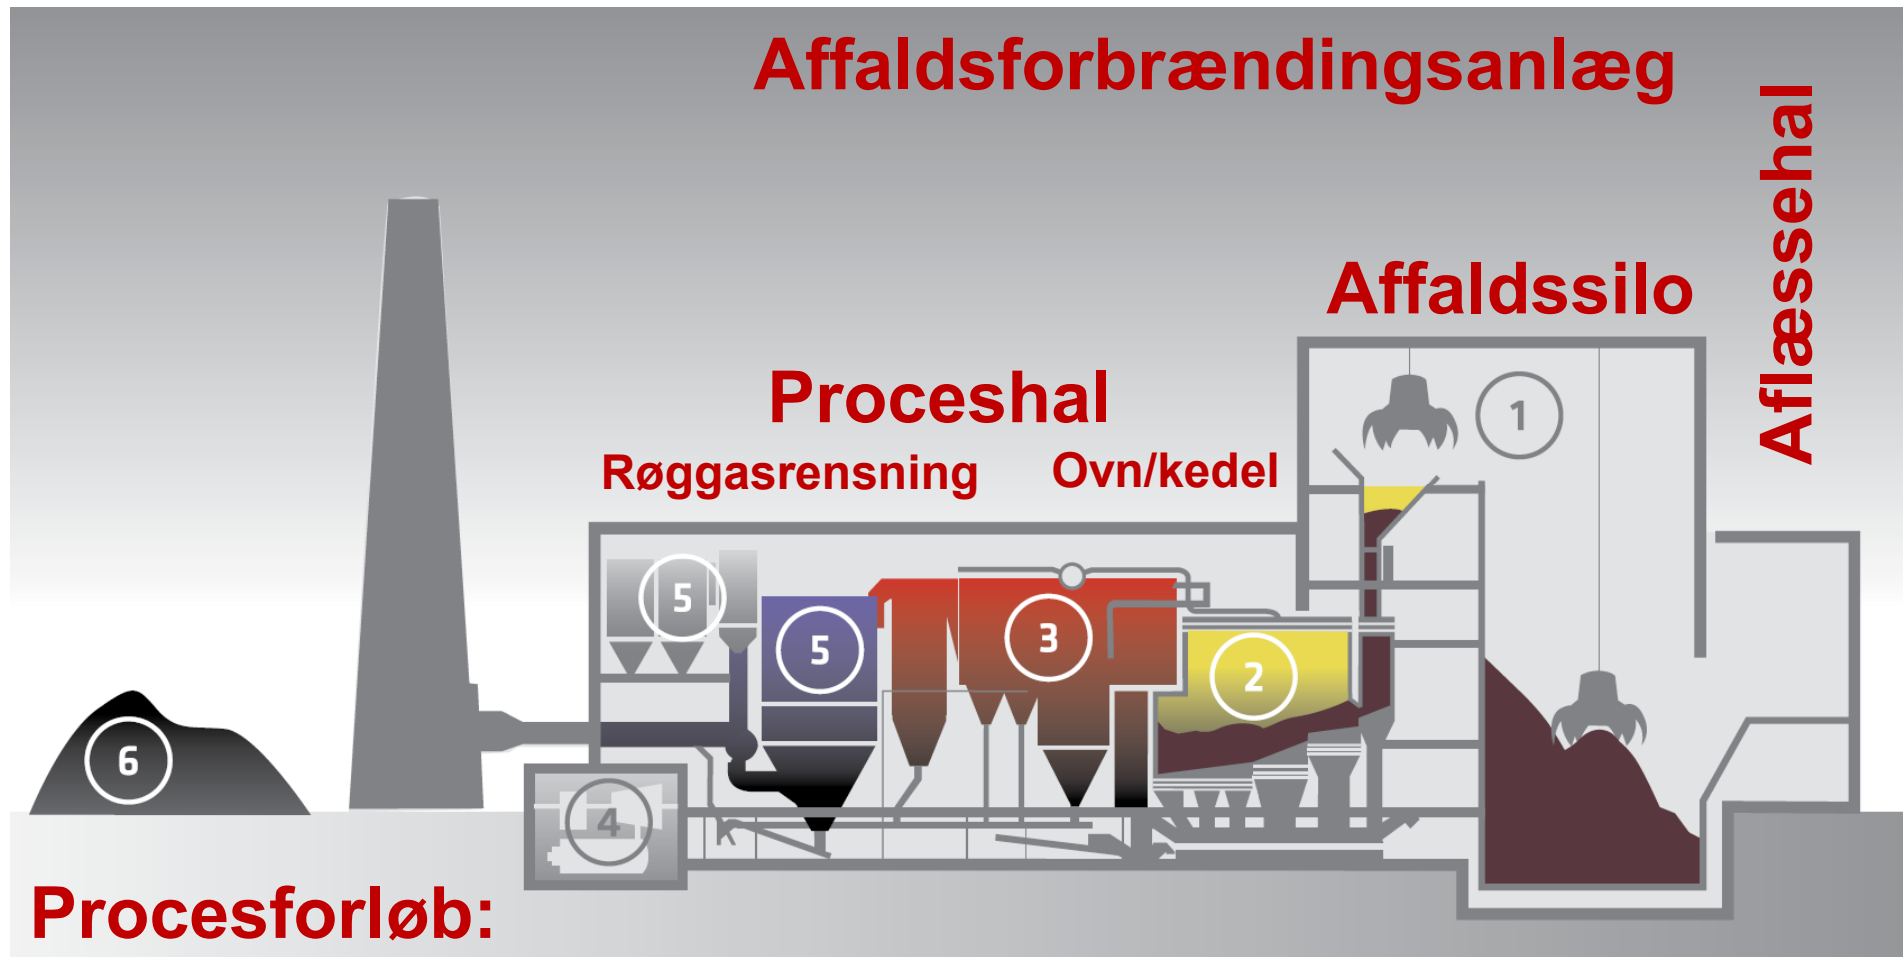 Affaldsforbrændingsanlæg
Aflæssehal
Affaldssilo
Proceshal
Røggasrensning
Ovn/kedel
1
5
5
3
2
6
4
Procesforløb: